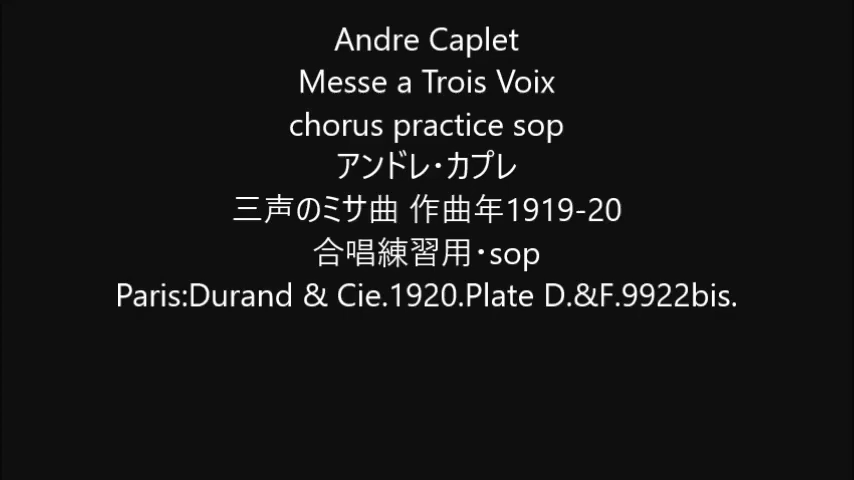 Andre Caplet
Messe a Trois Voix
chorus practice sop
アンドレ・カプレ
三声のミサ曲 作曲年1919-20
合唱練習用・sop
Paris:Durand & Cie.1920.Plate D.&F.9922bis.